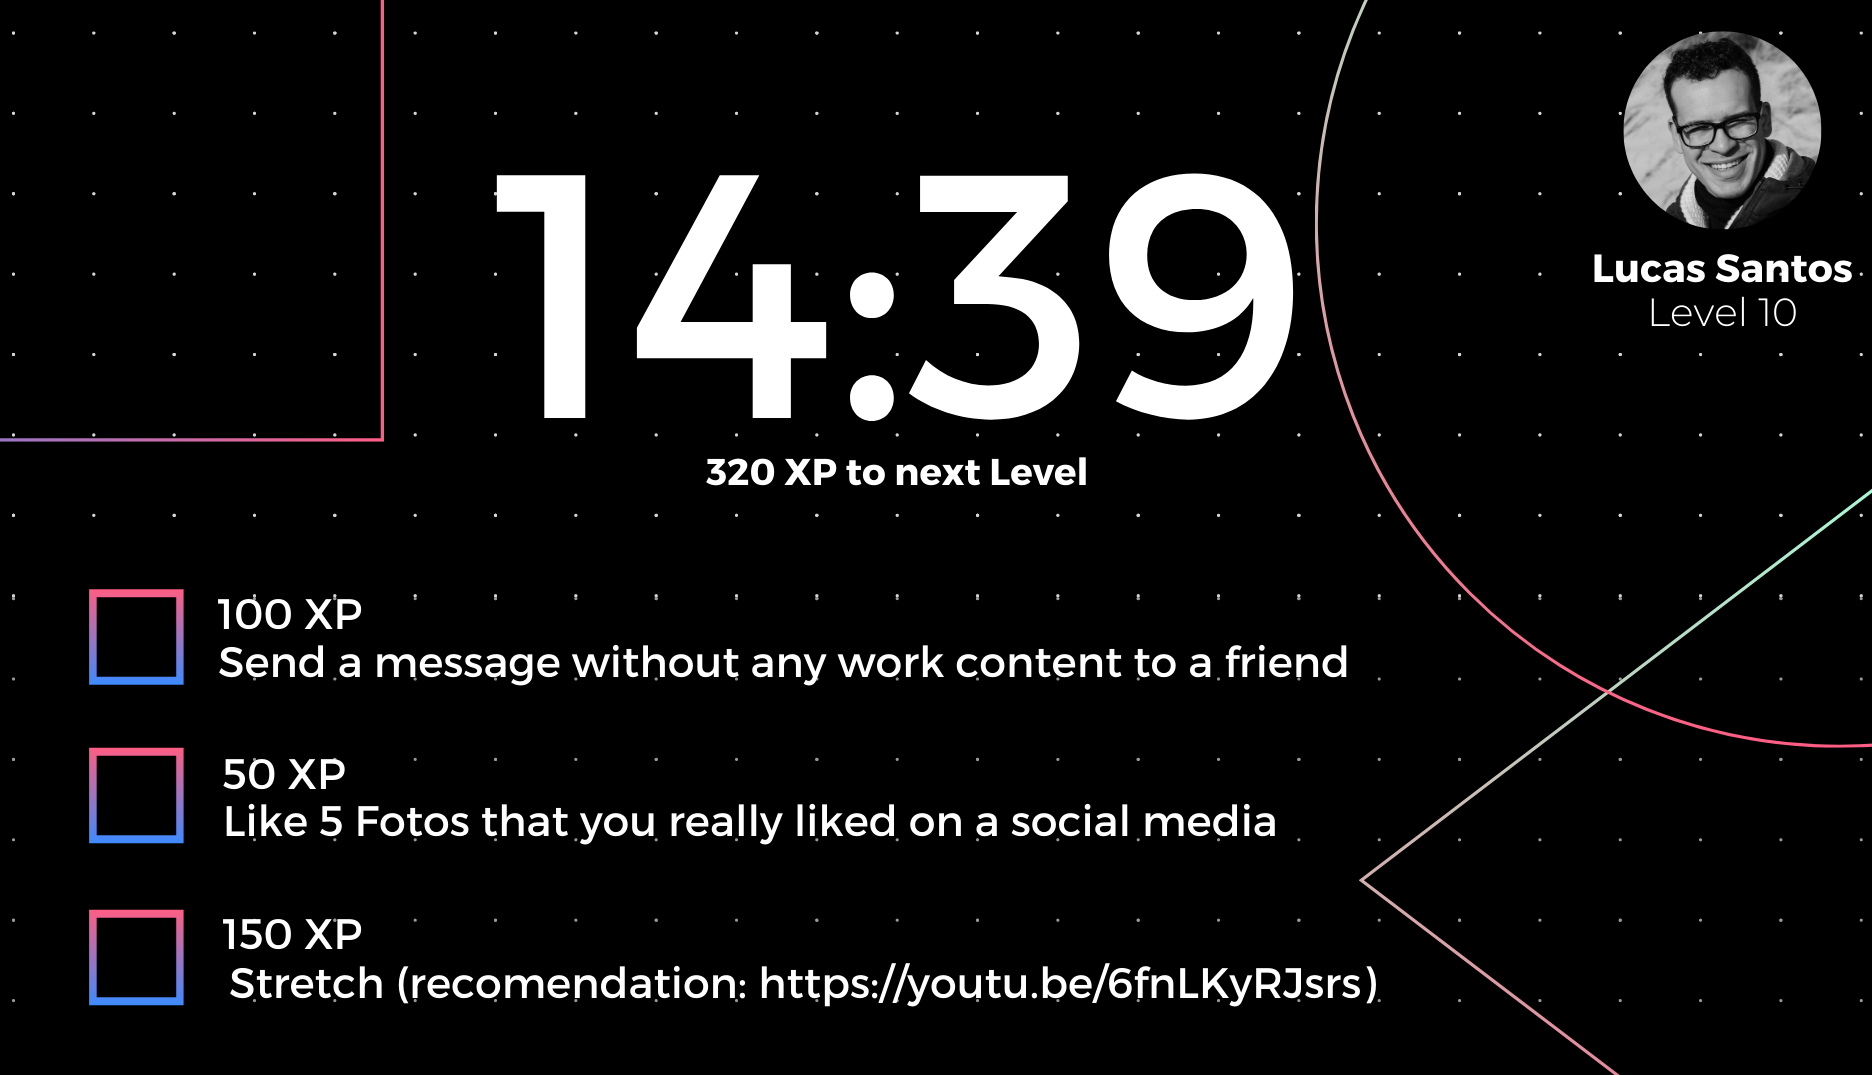 Lucas Santos
Level 10
14:39
320 XP to next Level
100 XP
Send a message without any work content to a friend
50 XP
Like 5 Fotos that you really liked on a social media
150 XP
Stretch (recomendation: https://youtu.be/6fnLKyRJsrs)